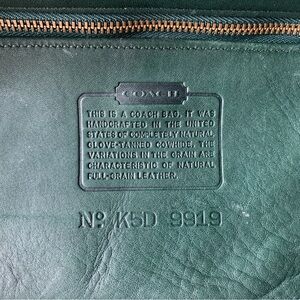 COACH
THIS IS A COACH BAG. IT WAS
HANDCRAFTED IN THE UNITED
STATES OF COMPLETELY NATURAL
GLOVE-TANNED COWHIDE. THE
VARIATIONS IN THE GRAIN ARE
CHARACTERISTIC OF NATURAL
FULL-GRAIN LEATHER.
Nº K5D 9919